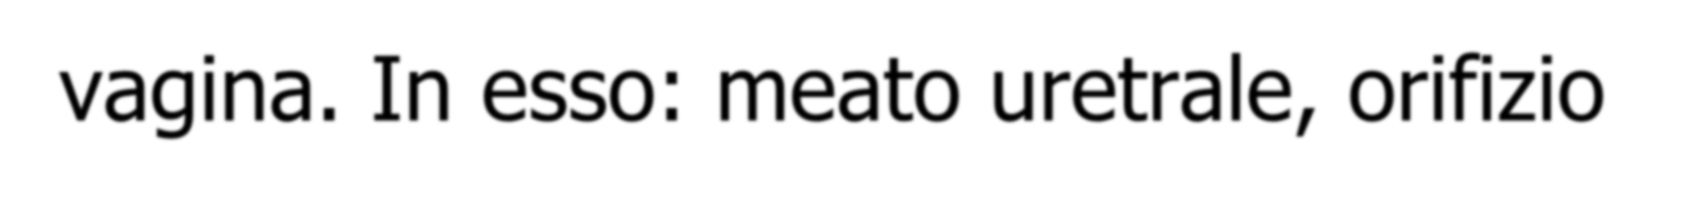 vagina. In esso: meato uretrale, orifizio